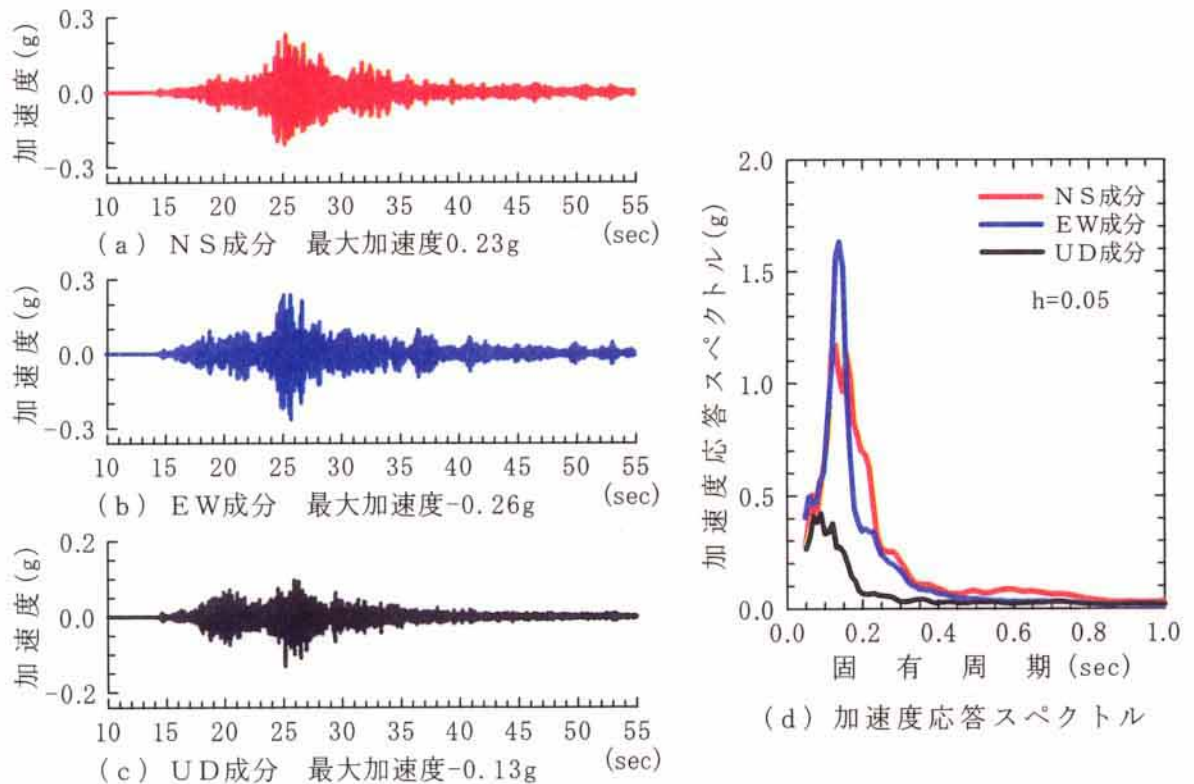 加速度(g)
0.3
0.0
-0.3
10 15 20 25 30 35 40 45 50 55
(sec)
(a) NS成分 最大加速度0.23g
加速度(g)
0.3
0.0
-0.3
10 15 20 25 30 35 40 45 50 55
(sec)
(b) EW成分 最大加速度-0.26g
加速度(g)
0.2
0.0
-0.2
10 15 20 25 30 35 40 45 50 55
(sec)
(c) UD成分 最大加速度-0.13g
加速度応答スペクトル(g)
2.0
1.5
1.0
0.5
0.0
NS成分
EW成分
UD成分
h=0.05
0.0 0.2 0.4 0.6 0.8 1.0
固有周期(sec)
(d) 加速度応答スペクトル